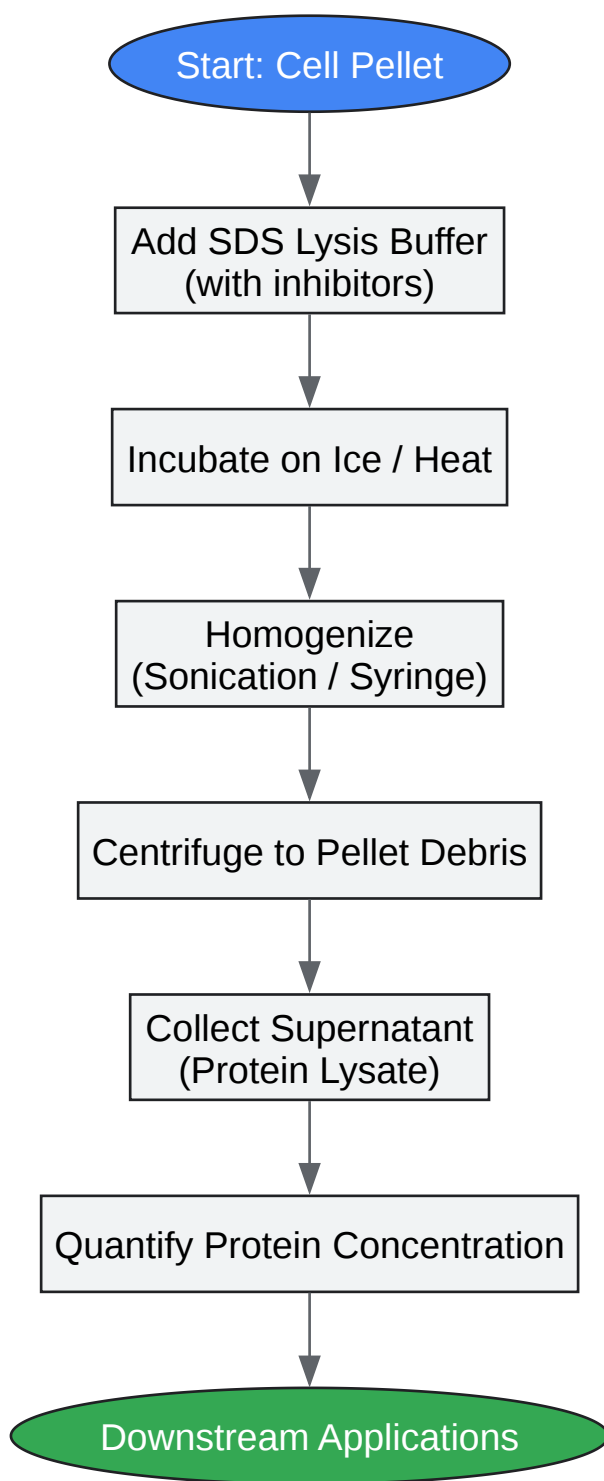 Start: Cell Pellet
Add SDS Lysis Buffer
(with inhibitors)
Incubate on Ice / Heat
Homogenize
(Sonication / Syringe)
Centrifuge to Pellet Debris
Collect Supernatant
(Protein Lysate)
Quantify Protein Concentration
Downstream Applications